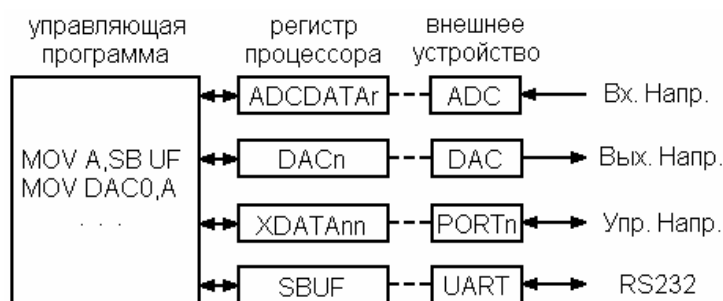 управляющая
программа
регистр
процессора
внешнее
устройство
ADCDATAr
ADC
Вх. Напр.
MOV A,SB UF
MOV DAC0,A
. . .
DACn
DAC
Вых. Напр.
XDATAnn
PORTn
Упр. Напр.
SBUF
UART
RS232